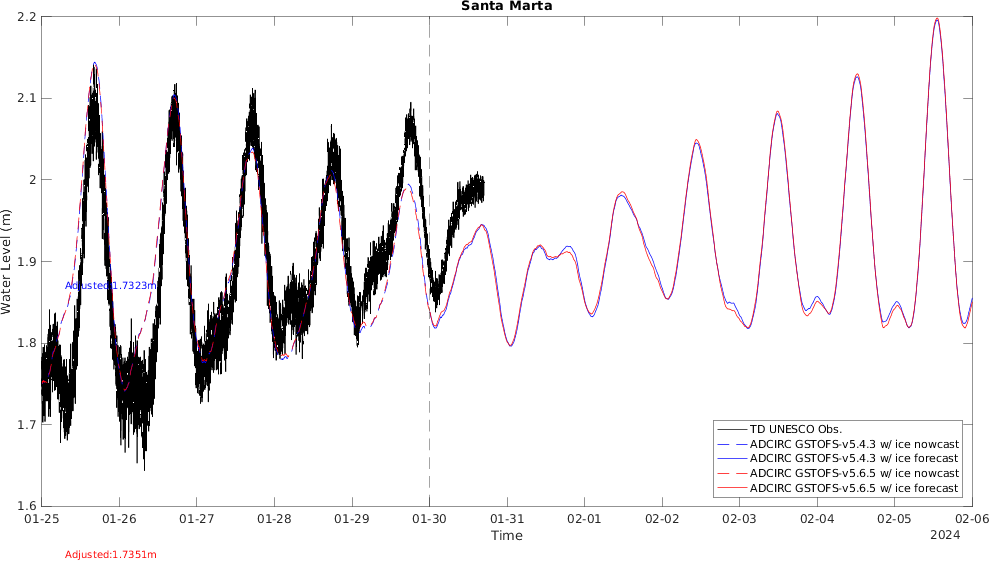 Santa Marta
2.2
2.1
2
1.9
1.8
1.7
1.6
Water Level (m)
Adjusted:1.7323m
TD UNESCO Obs.
ADCIRC GSTOFS-v5.4.3 w/ ice nowcast
ADCIRC GSTOFS-v5.4.3 w/ ice forecast
ADCIRC GSTOFS-v5.6.5 w/ ice nowcast
ADCIRC GSTOFS-v5.6.5 w/ ice forecast
01-25 01-26 01-27 01-28 01-29 01-30 01-31 02-01 02-02 02-03 02-04 02-05 02-06
Time
2024
Adjusted:1.7351m